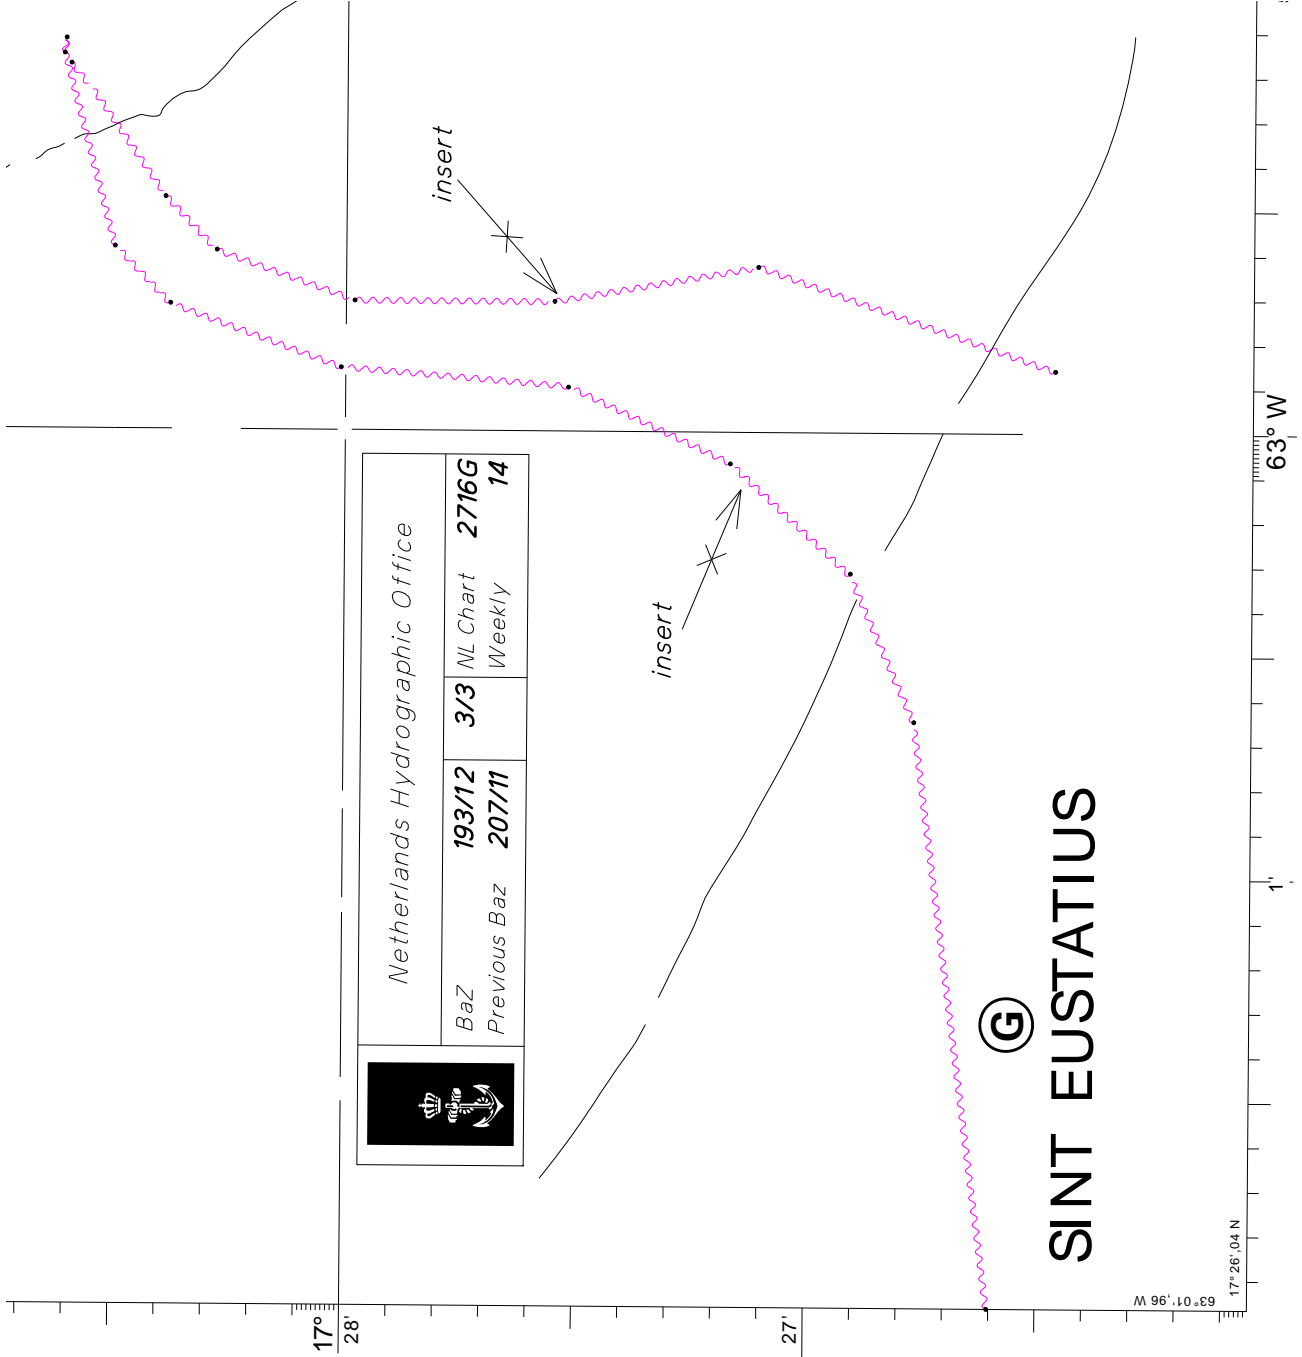 insert
insert
Netherlands Hydrographic Office
BaZ 193/12 3/3 NL Chart 2716G
Previous Baz 207/11 Weekly 14
G
SINT EUSTATIUS
63° W
1'
17°
28'
27'
63°01',96 W
17°26',04 N